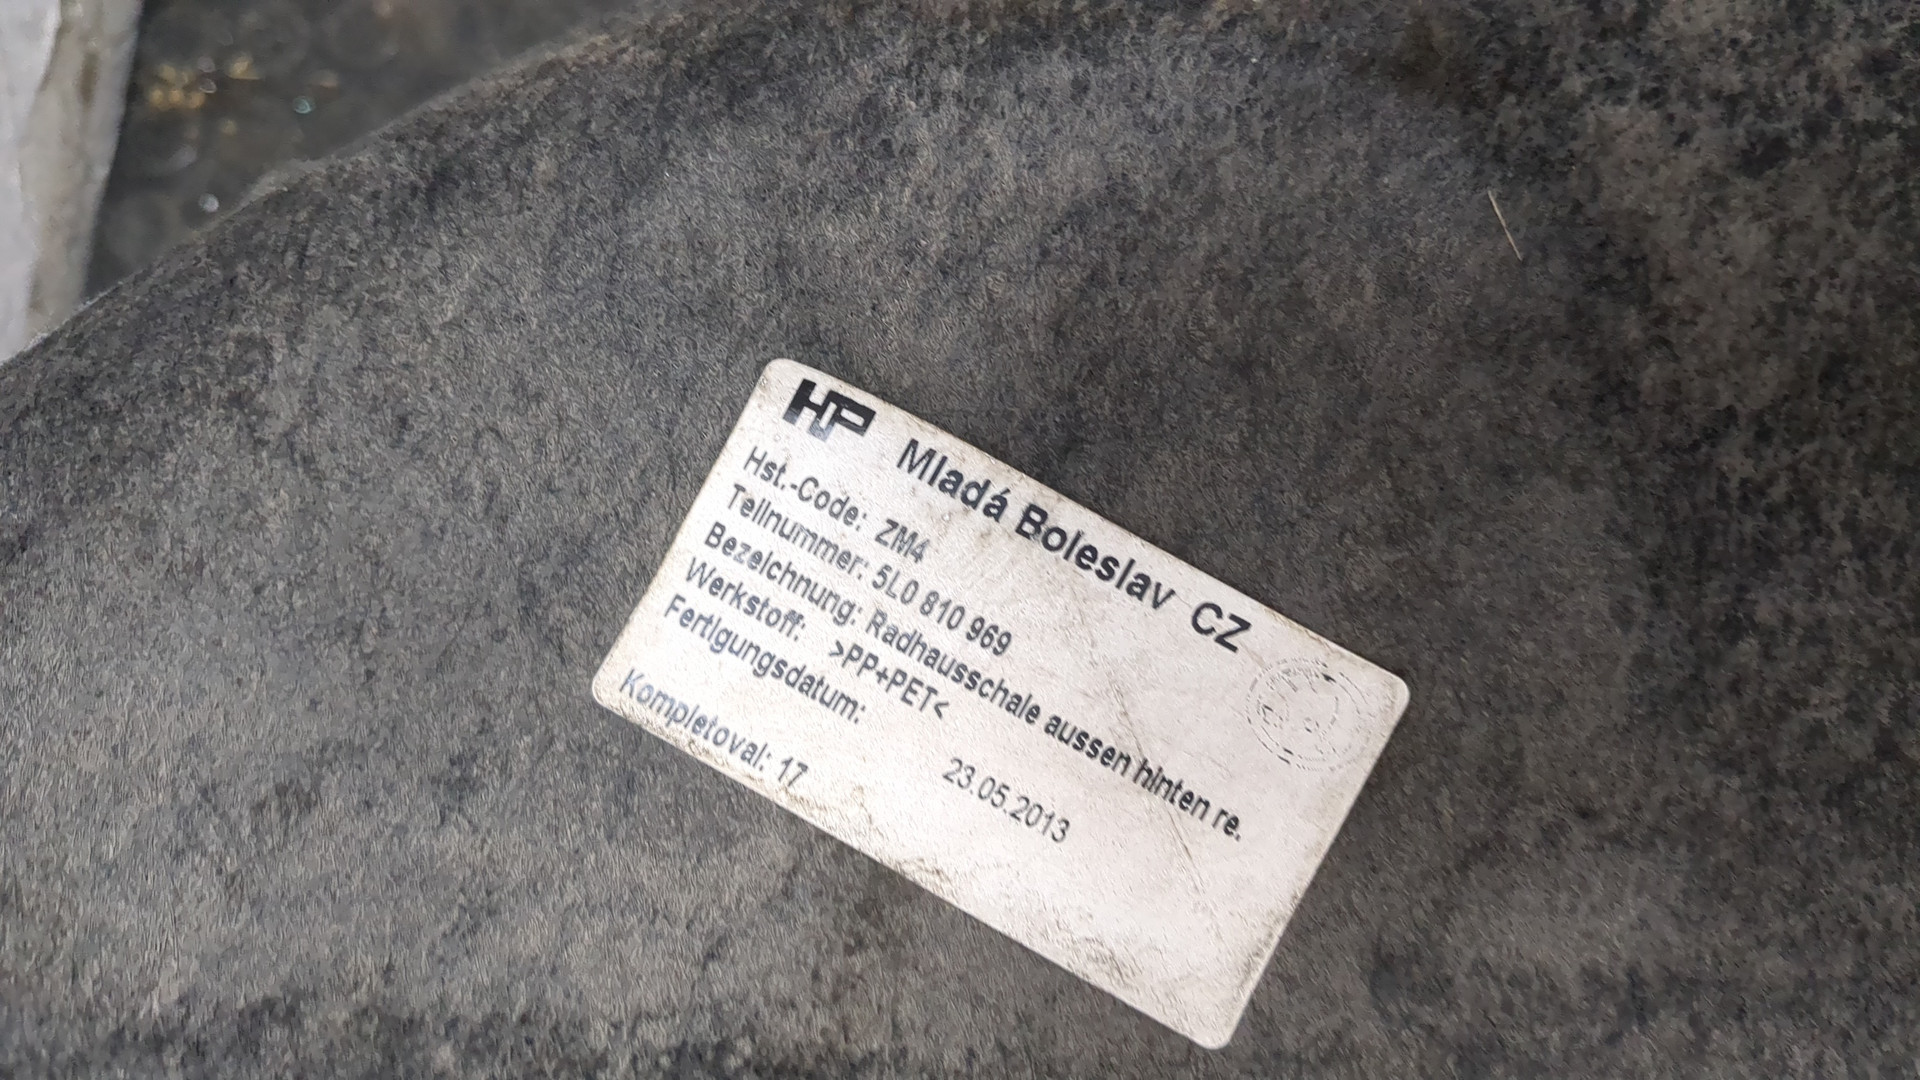 HP Mladá Boleslav CZ
Hst.-Code: ZM4
Teilnummer: 5L0 810 969
Bezeichnung: Radhausschale aussen hinten re.
Werkstoff: >PP+PET<
Fertigungsdatum: 23.05.2013
Kompletoval: 17